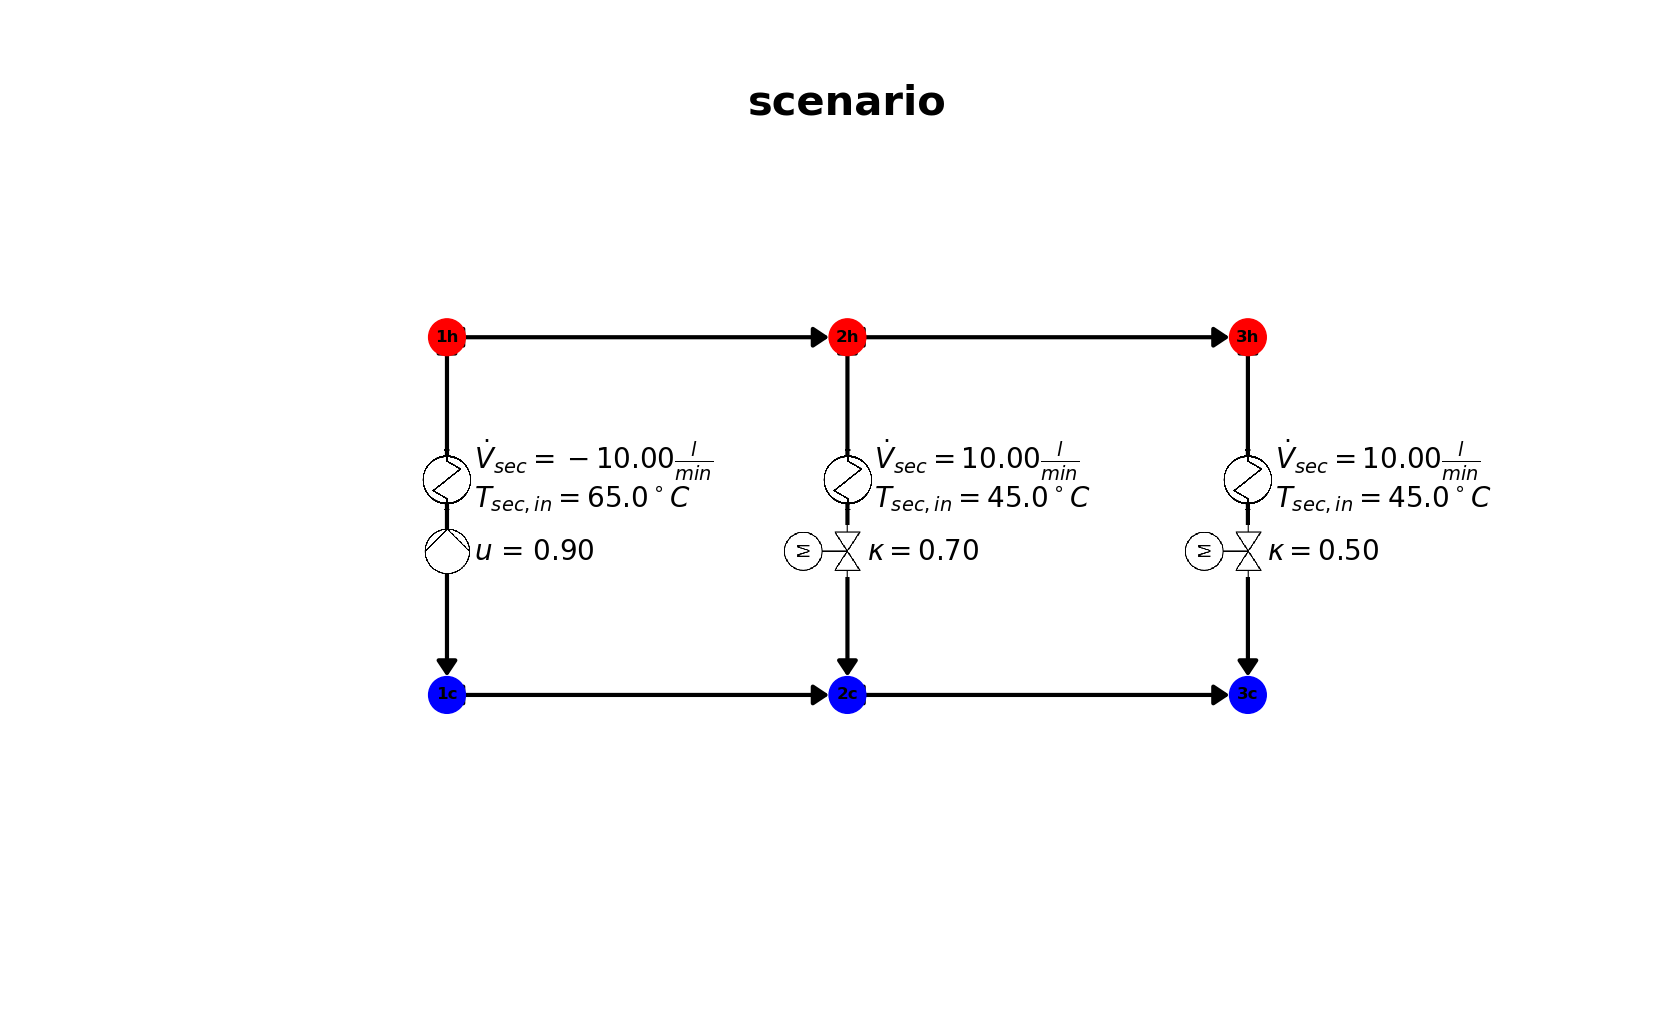 scenario
1h 2h 3h
V̇sec = −10.00 l/min V̇sec = 10.00 l/min V̇sec = 10.00 l/min
Tsec, in = 65.0°C Tsec, in = 45.0°C Tsec, in = 45.0°C
u = 0.90 M κ = 0.70 M κ = 0.50
1c 2c 3c